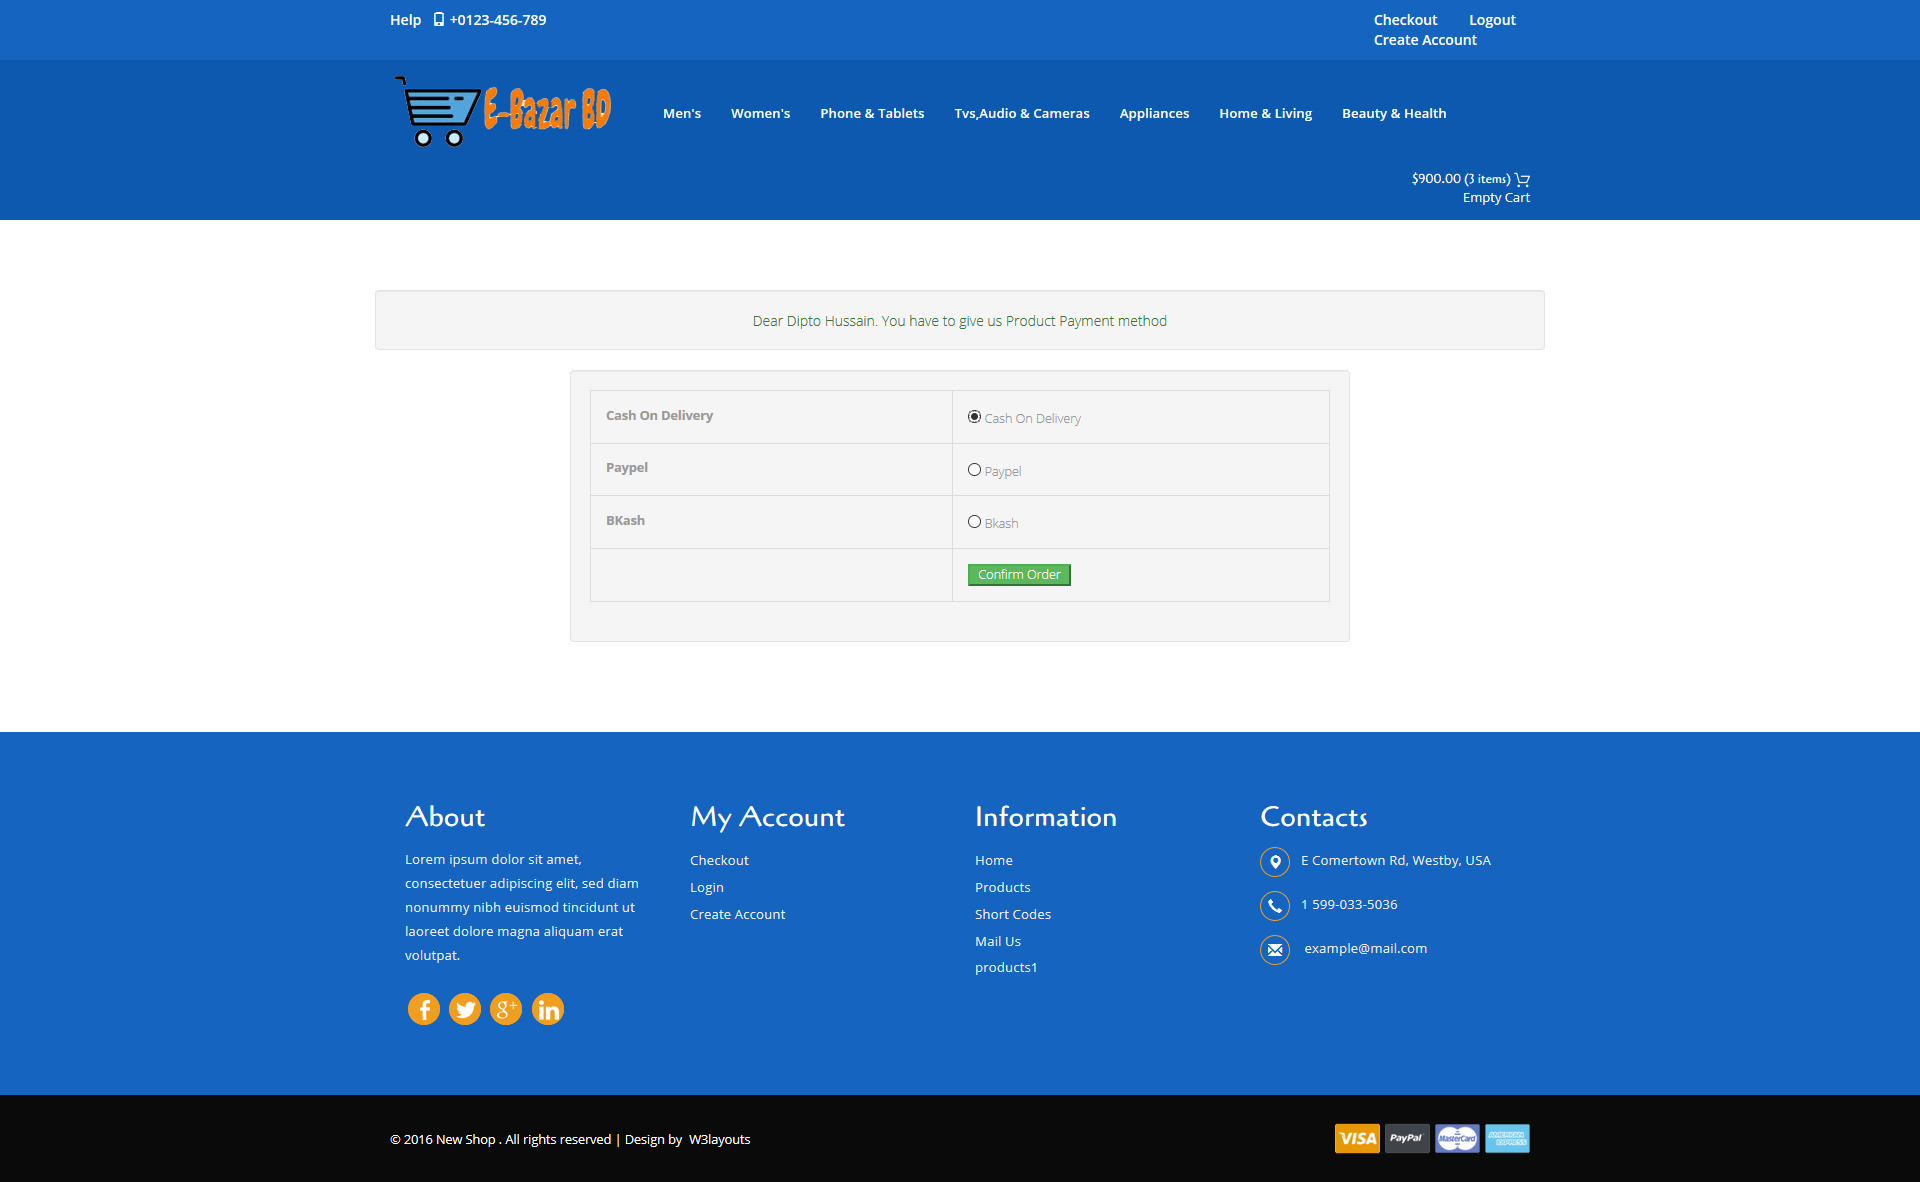 Help +0123-456-789
Checkout Logout
Create Account
E-Bazar BD
Men's Women's Phone & Tablets Tvs,Audio & Cameras Appliances Home & Living Beauty & Health
$900.00 (3 items)
Empty Cart
Dear Dipto Hussain. You have to give us Product Payment method
Cash On Delivery Cash On Delivery
Paypel Paypel
BKash Bkash
Confirm Order
About
Lorem ipsum dolor sit amet,
consectetuer adipiscing elit, sed diam
nonummy nibh euismod tincidunt ut
laoreet dolore magna aliquam erat
volutpat.
My Account
Checkout
Login
Create Account
Information
Home
Products
Short Codes
Mail Us
products1
Contacts
E Comertown Rd, Westby, USA
1 599-033-5036
example@mail.com
© 2016 New Shop . All rights reserved | Design by W3layouts
VISA PayPal MasterCard AMERICAN EXPRESS